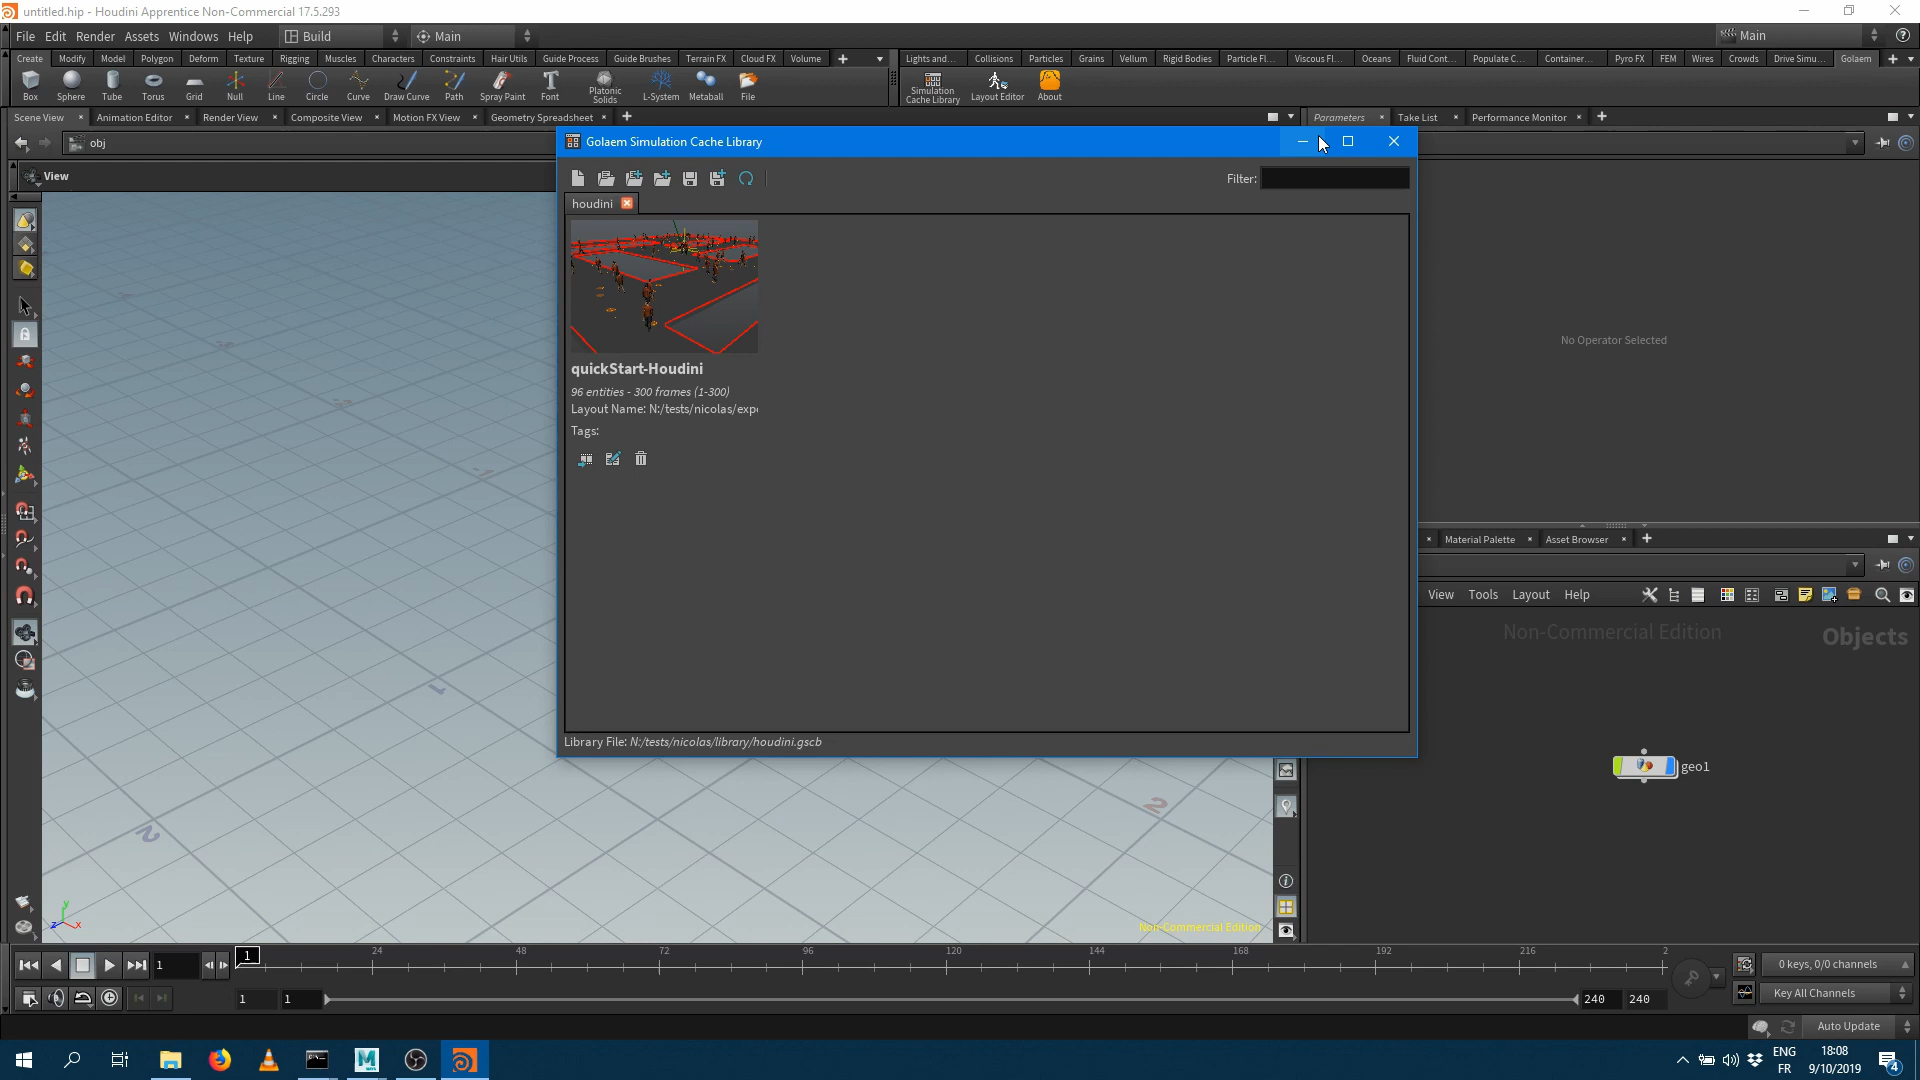 untitled.hip - Houdini Apprentice Non-Commercial 17.5.293
File Edit Render Assets Windows Help Build Main Main
Create Modify Model Polygon Deform Texture Rigging Muscles Characters Constraints Hair Utils Guide Process Guide Brushes Terrain FX Cloud FX Volume
Lights and... Collisions Particles Grains Vellum Rigid Bodies Particle Fl... Viscous Fl... Oceans Fluid Cont... Populate C... Container... Pyro FX FEM Wires Crowds Drive Simu... Golaem
Box Sphere Tube Torus Grid Null Line Circle Curve Draw Curve Path Spray Paint Font Platonic Solids L-System Metaball File
Simulation Cache Library Layout Editor About
Scene View Animation Editor Render View Composite View Motion FX View Geometry Spreadsheet
Parameters Take List Performance Monitor
obj
View
Golaem Simulation Cache Library
Filter:
houdini
quickStart-Houdini
96 entities - 300 frames (1-300)
Layout Name: N:/tests/nicolas/exp
Tags:
Library File: N:/tests/nicolas/library/houdini.gscb
No Operator Selected
Material Palette Asset Browser
View Tools Layout Help
Non-Commercial Edition
Objects
geo1
1
2
2
Non-Commercial Edition
y
z x
1 1 24 48 72 96 120 144 168 192 216 2
1 1 240 240
0 keys, 0/0 channels
Key All Channels
Auto Update
ENG
FR
18:08
9/10/2019
4